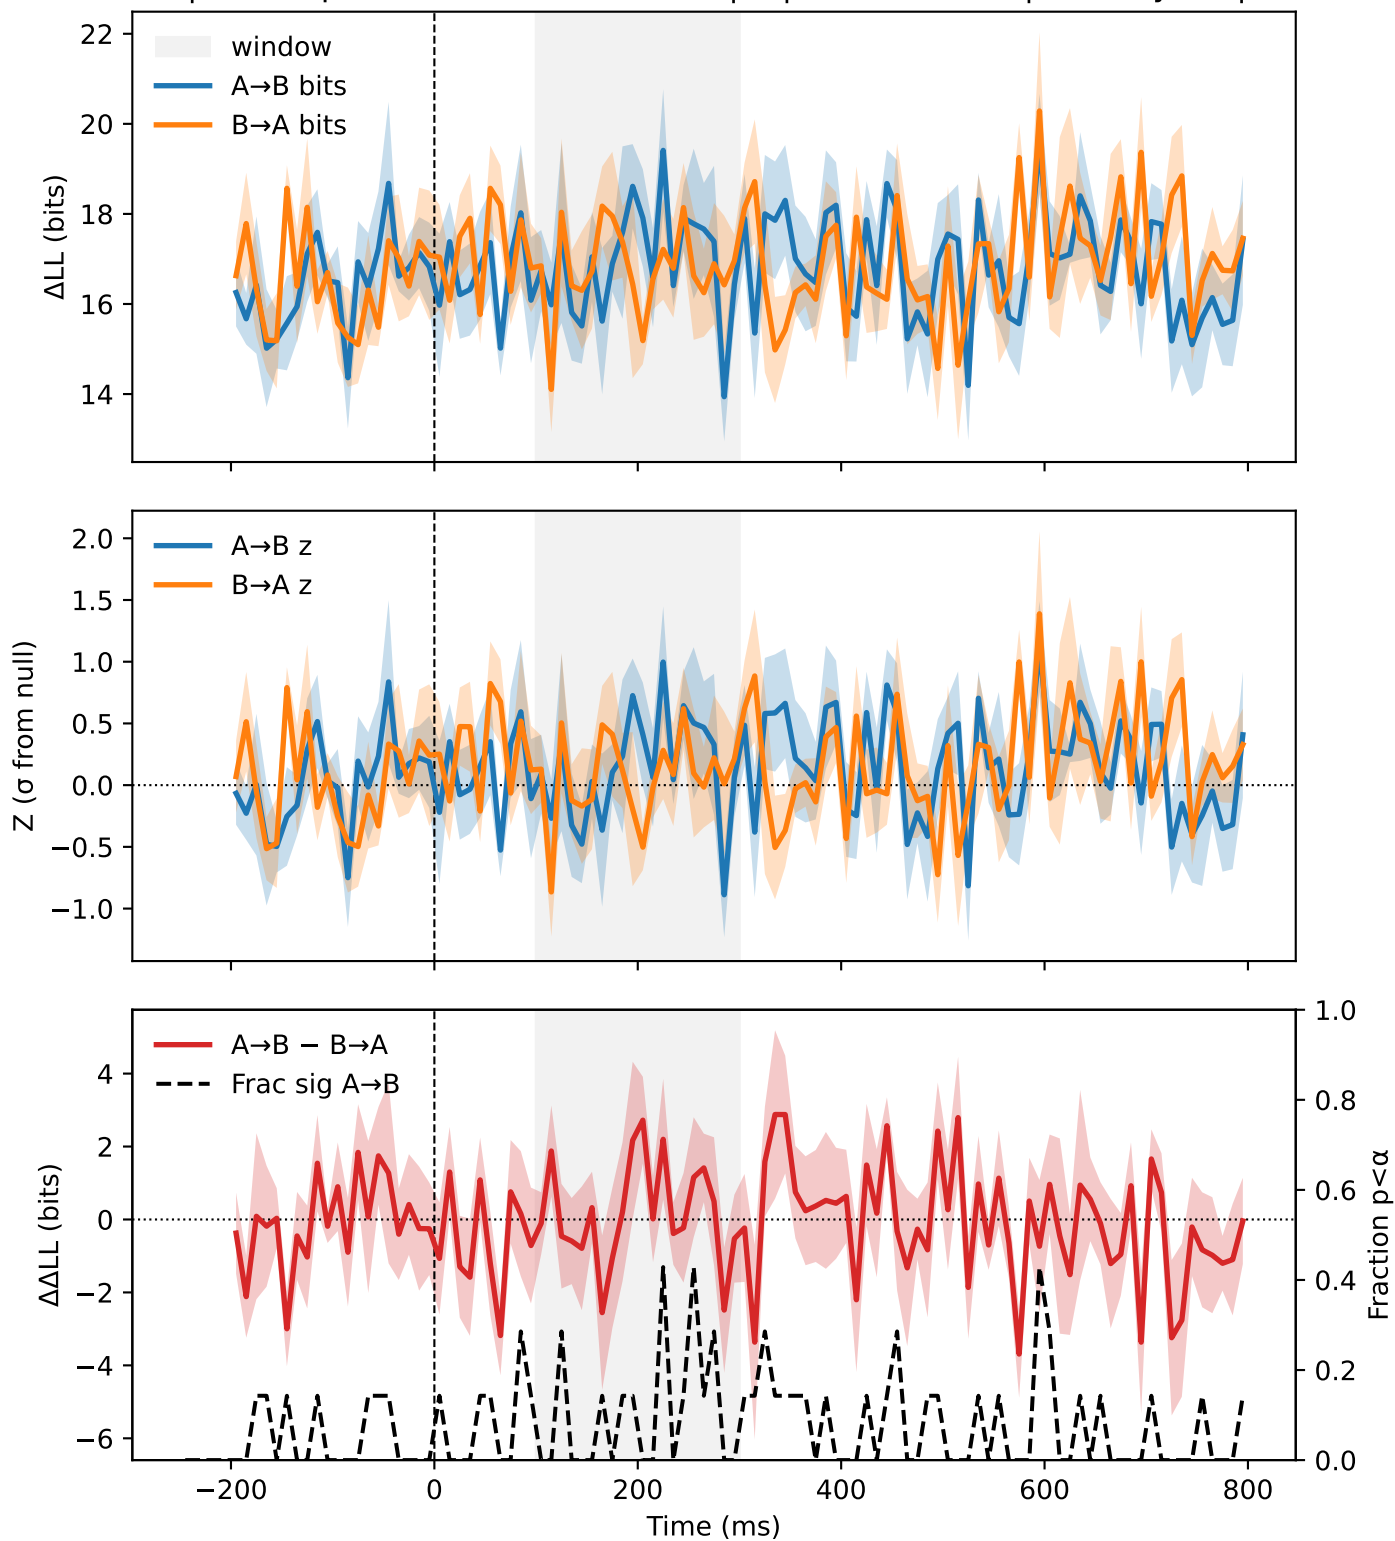 22
20
18
16
14
ΔLL (bits)
window
A→B bits
B→A bits
2.0
1.5
1.0
0.5
0.0
−0.5
−1.0
Z (σ from null)
A→B z
B→A z
4
2
0
−2
−4
−6
ΔΔLL (bits)
A→B − B→A
Frac sig A→B
1.0
0.8
0.6
0.4
0.2
0.0
Fraction p<α
−200 0 200 400 600 800
Time (ms)